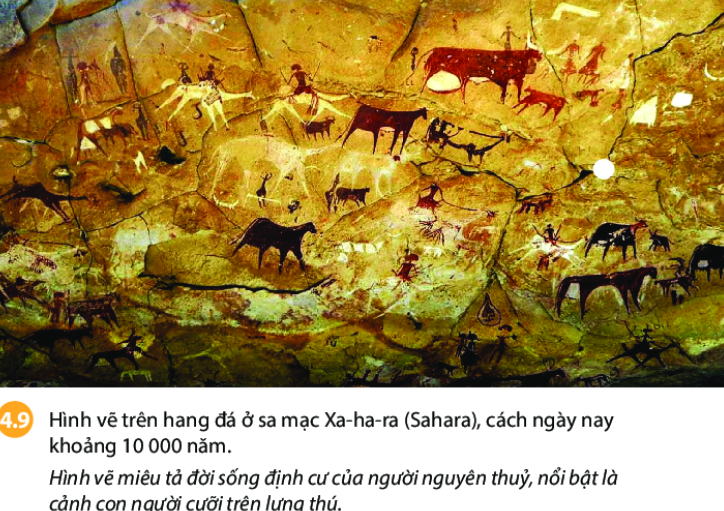 4.9 Hình vẽ trên hang đá ở sa mạc Xa-ha-ra (Sahara), cách ngày nay
khoảng 10 000 năm.
Hình vẽ miêu tả đời sống định cư của người nguyên thuỷ, nổi bật là
cảnh con người cưỡi trên lưng thú.